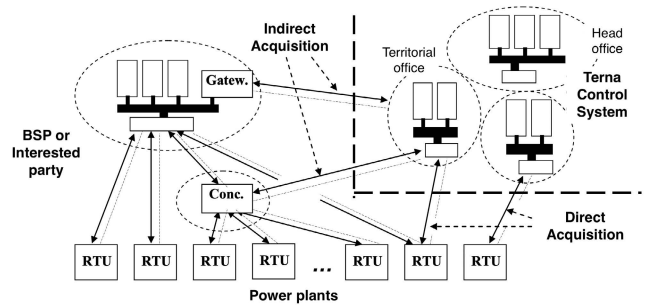 Indirect
Acquisition
Territorial
office
Head
office
Terna
Control
System
Gatew.
BSP or
Interested
party
Conc.
Direct
Acquisition
RTU
RTU
RTU
RTU
...
RTU
RTU
RTU
Power plants